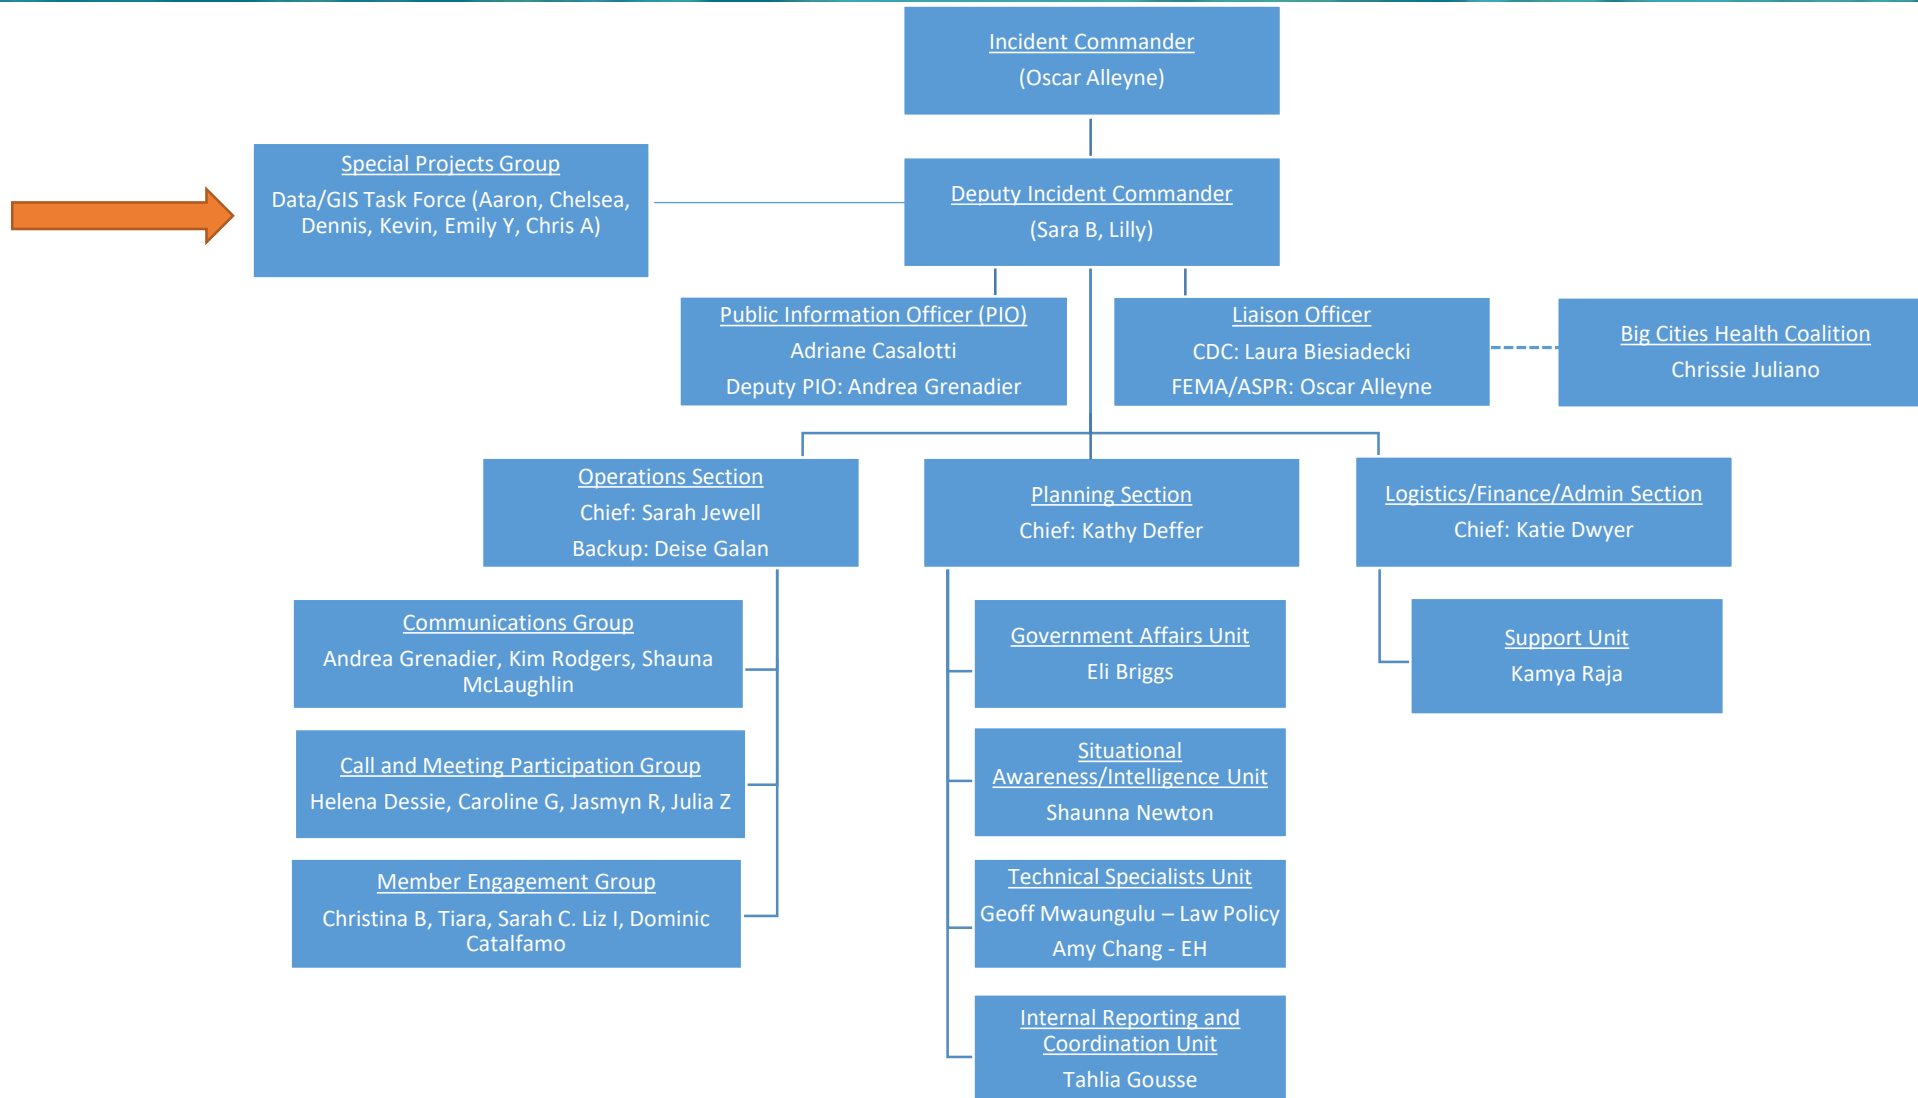 Incident Commander
(Oscar Alleyne)
Special Projects Group
Data/GIS Task Force (Aaron, Chelsea,
Dennis, Kevin, Emily Y, Chris A)
Deputy Incident Commander
(Sara B, Lilly)
Public Information Officer (PIO)
Adriane Casalotti
Deputy PIO: Andrea Grenadier
Liaison Officer
CDC: Laura Biesiadecki
FEMA/ASPR: Oscar Alleyne
Big Cities Health Coalition
Chrissie Juliano
Operations Section
Chief: Sarah Jewell
Backup: Deise Galan
Planning Section
Chief: Kathy Deffer
Logistics/Finance/Admin Section
Chief: Katie Dwyer
Communications Group
Andrea Grenadier, Kim Rodgers, Shauna
McLaughlin
Call and Meeting Participation Group
Helena Dessie, Caroline G, Jasmyn R, Julia Z
Member Engagement Group
Christina B, Tiara, Sarah C. Liz I, Dominic
Catalfamo
Government Affairs Unit
Eli Briggs
Situational
Awareness/Intelligence Unit
Shaunna Newton
Technical Specialists Unit
Geoff Mwaungulu – Law Policy
Amy Chang - EH
Internal Reporting and
Coordination Unit
Tahlia Gousse
Support Unit
Kamya Raja